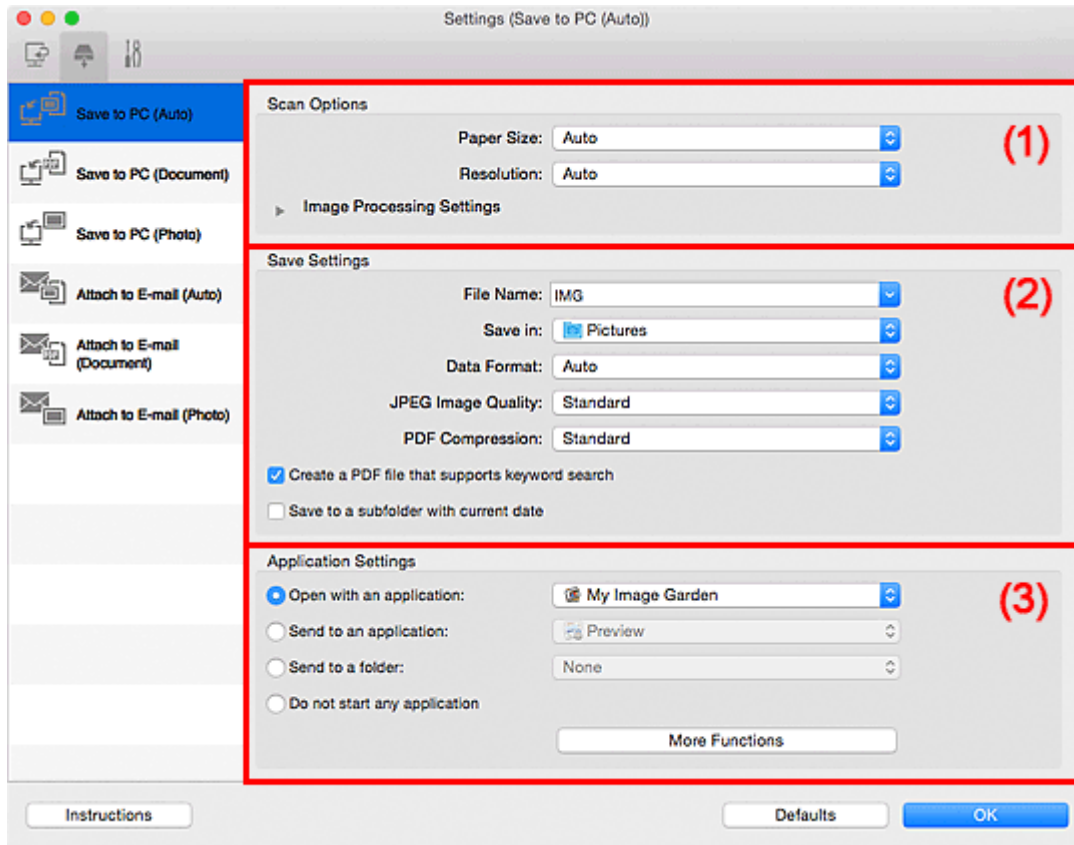 Settings (Save to PC (Auto))
Save to PC (Auto)
Save to PC (Document)
Save to PC (Photo)
Attach to E-mail (Auto)
Attach to E-mail
(Document)
Attach to E-mail (Photo)
Scan Options
(1)
Paper Size: Auto
Resolution: Auto
Image Processing Settings
Save Settings
(2)
File Name: IMG
Save in: Pictures
Data Format: Auto
JPEG Image Quality: Standard
PDF Compression: Standard
Create a PDF file that supports keyword search
Save to a subfolder with current date
Application Settings
(3)
Open with an application: My Image Garden
Send to an application: Preview
Send to a folder: None
Do not start any application
More Functions
Instructions
Defaults
OK